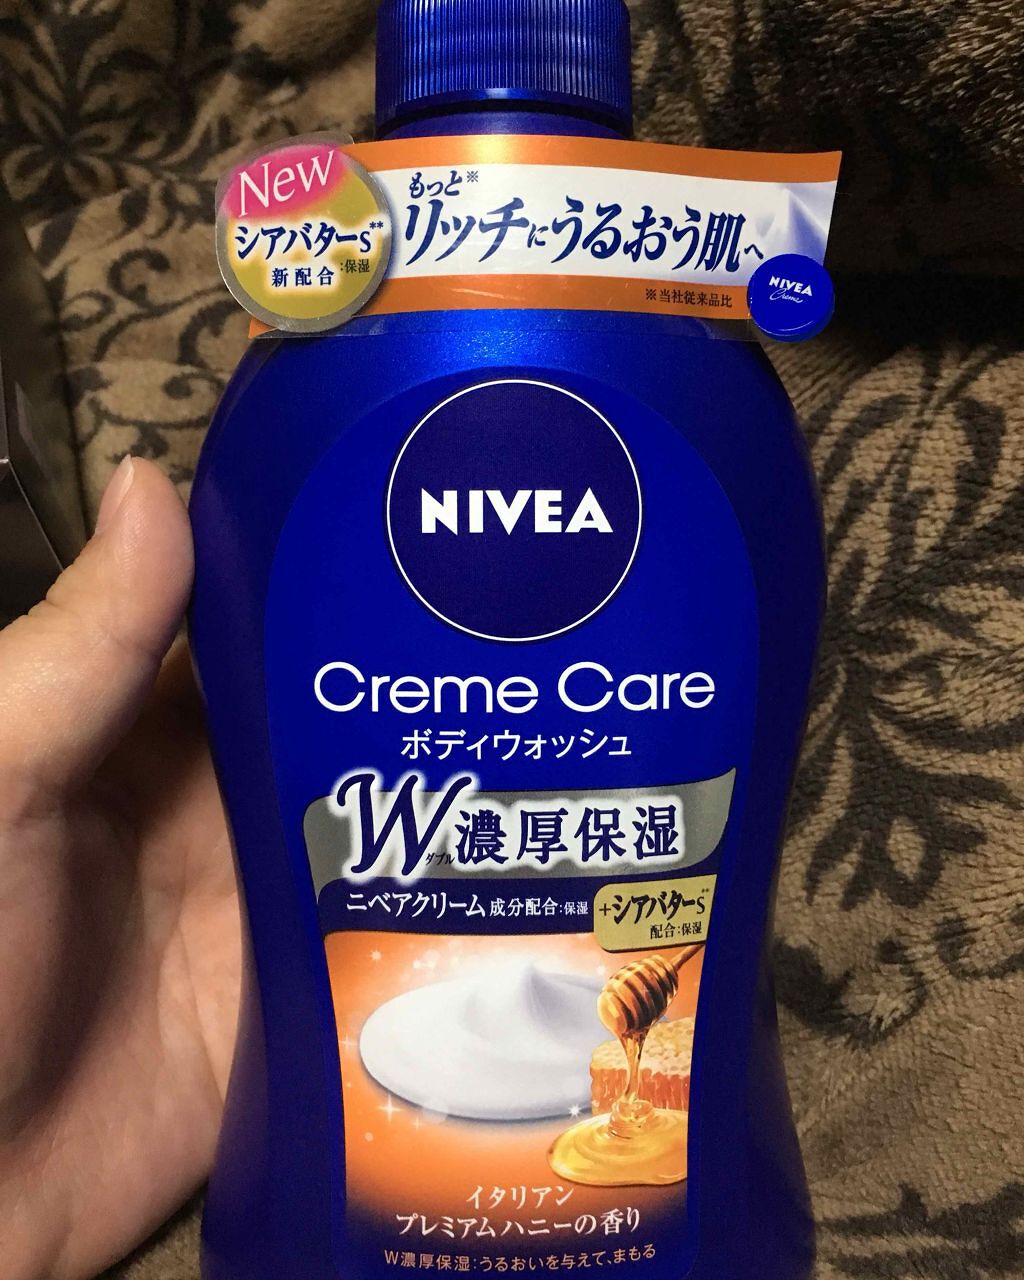 New
シアバターS**
新配合:保湿
もっと※
リッチにうるおう肌へ
※当社従来品比
NIVEA
Creme
NIVEA
Creme Care
ボディウォッシュ
W濃厚保湿
ダブル
ニベアクリーム成分配合:保湿
+シアバターS**
配合:保湿
イタリアン
プレミアムハニーの香り
W濃厚保湿:うるおいを与えて、まもる